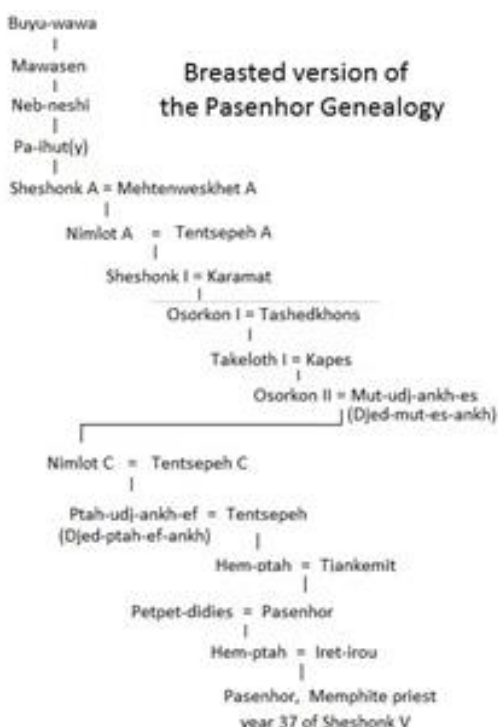 Buyu-wawa
Breasted version of
the Pasenhor Genealogy
Mawasen
Neb-neshi
Pa-ihut(y)
Sheshonk A = Mehtenweskhet A
Nimlot A = Tentsepeh A
Sheshonk I = Karamat
Osorkon I = Tashedkhons
Takeloth I = Kapes
Osorkon II = Mut-udj-ankh-es
(Djed-mut-es-ankh)
Nimlot C = Tentsepeh C
Ptah-udj-ankh-ef = Tentsepeh
(Djed-ptah-ef-ankh)
Hem-ptah = Tiankemit
Petpet-didies = Pasenhor
Hem-ptah = Iret-irou
Pasenhor, Memphite priest
year 37 of Sheshonk V